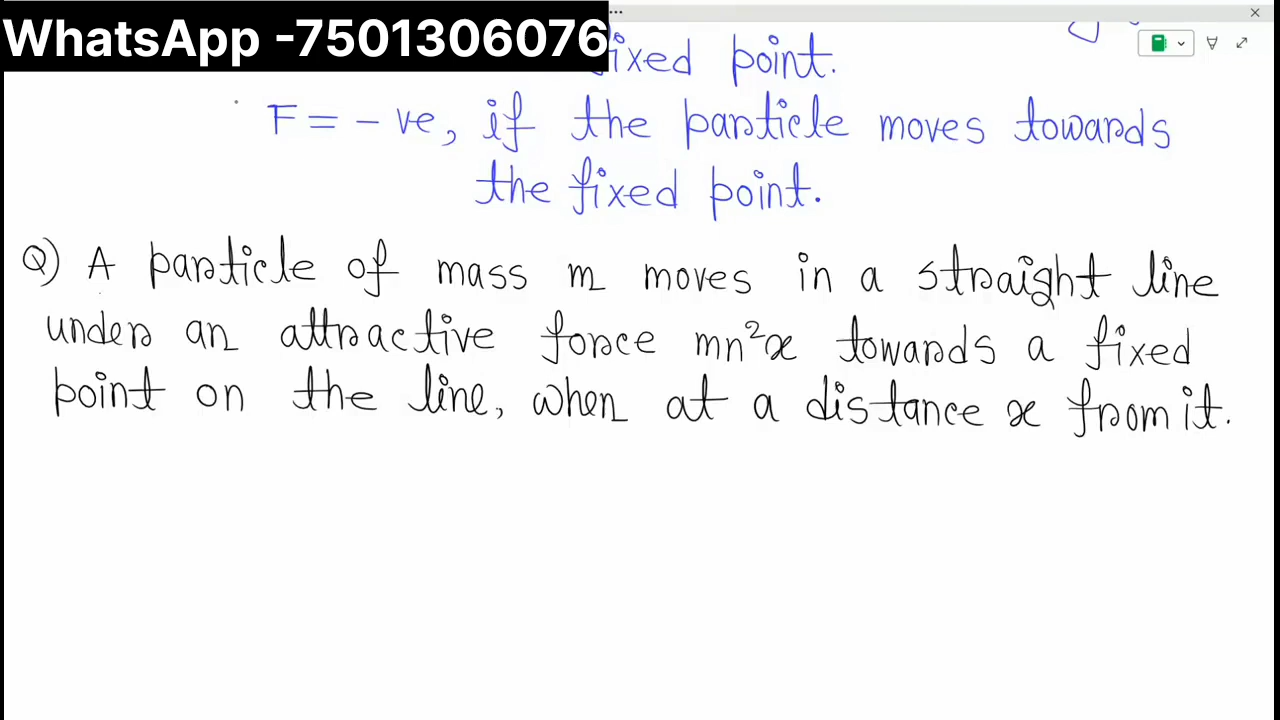 WhatsApp -7501306076
fixed point.
F = - ve, if the particle moves towards
the fixed point.
Q) A particle of mass m moves in a straight line
under an attractive force mn²x towards a fixed
point on the line, when at a distance x from it.